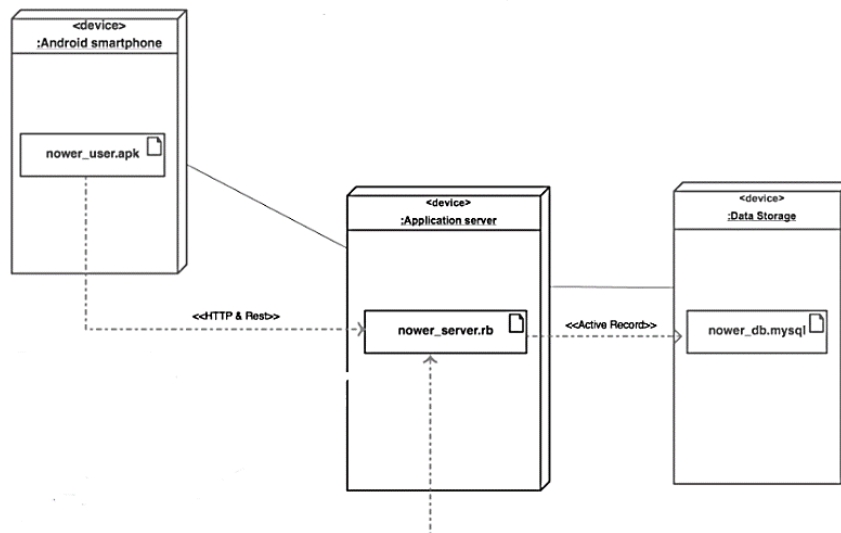 <device>
:Android smartphone
nower_user.apk
<device>
:Application server
<device>
:Data Storage
<<HTTP & Rest>>
nower_server.rb
<<Active Record>>
nower_db.mysql